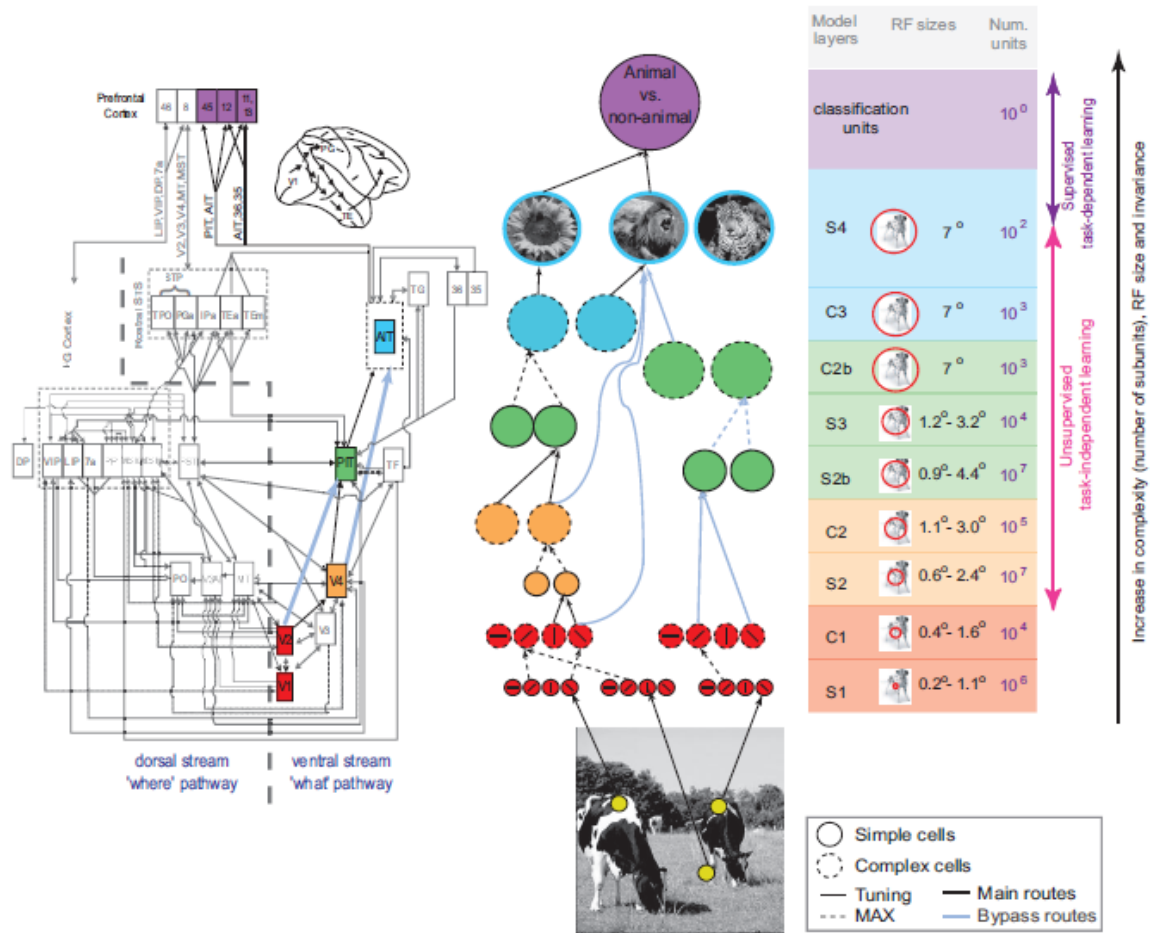 Prefrontal
Cortex
46
8
45
12
11,
13
LIP,VIP,DP,7a
V2,V3,V4,MT,MST
PIT, AIT
AIT,36,35
V1
PG
TE
STP
Rostral STS
TPO
PGa
IPa
TEa
TEm
TG
36
35
AIT
DP
VIP
LIP
7a
PIT
TF
PO
V3A
MT
V4
V2
V3
V1
dorsal stream
'where' pathway
ventral stream
'what' pathway
Animal
vs.
non-animal
Model
layers
RF sizes
Num.
units
classification
units
10⁰
S4
7°
10²
C3
7°
10³
C2b
7°
10³
S3
1.2°- 3.2°
10⁴
S2b
0.9°- 4.4°
10⁷
C2
1.1°- 3.0°
10⁵
S2
0.6°- 2.4°
10⁷
C1
0.4°- 1.6°
10⁴
S1
0.2°- 1.1°
10⁶
Supervised
task-dependent learning
Unsupervised
task-independent learning
Increase in complexity (number of subunits), RF size and invariance
Simple cells
Complex cells
Tuning
Main routes
MAX
Bypass routes